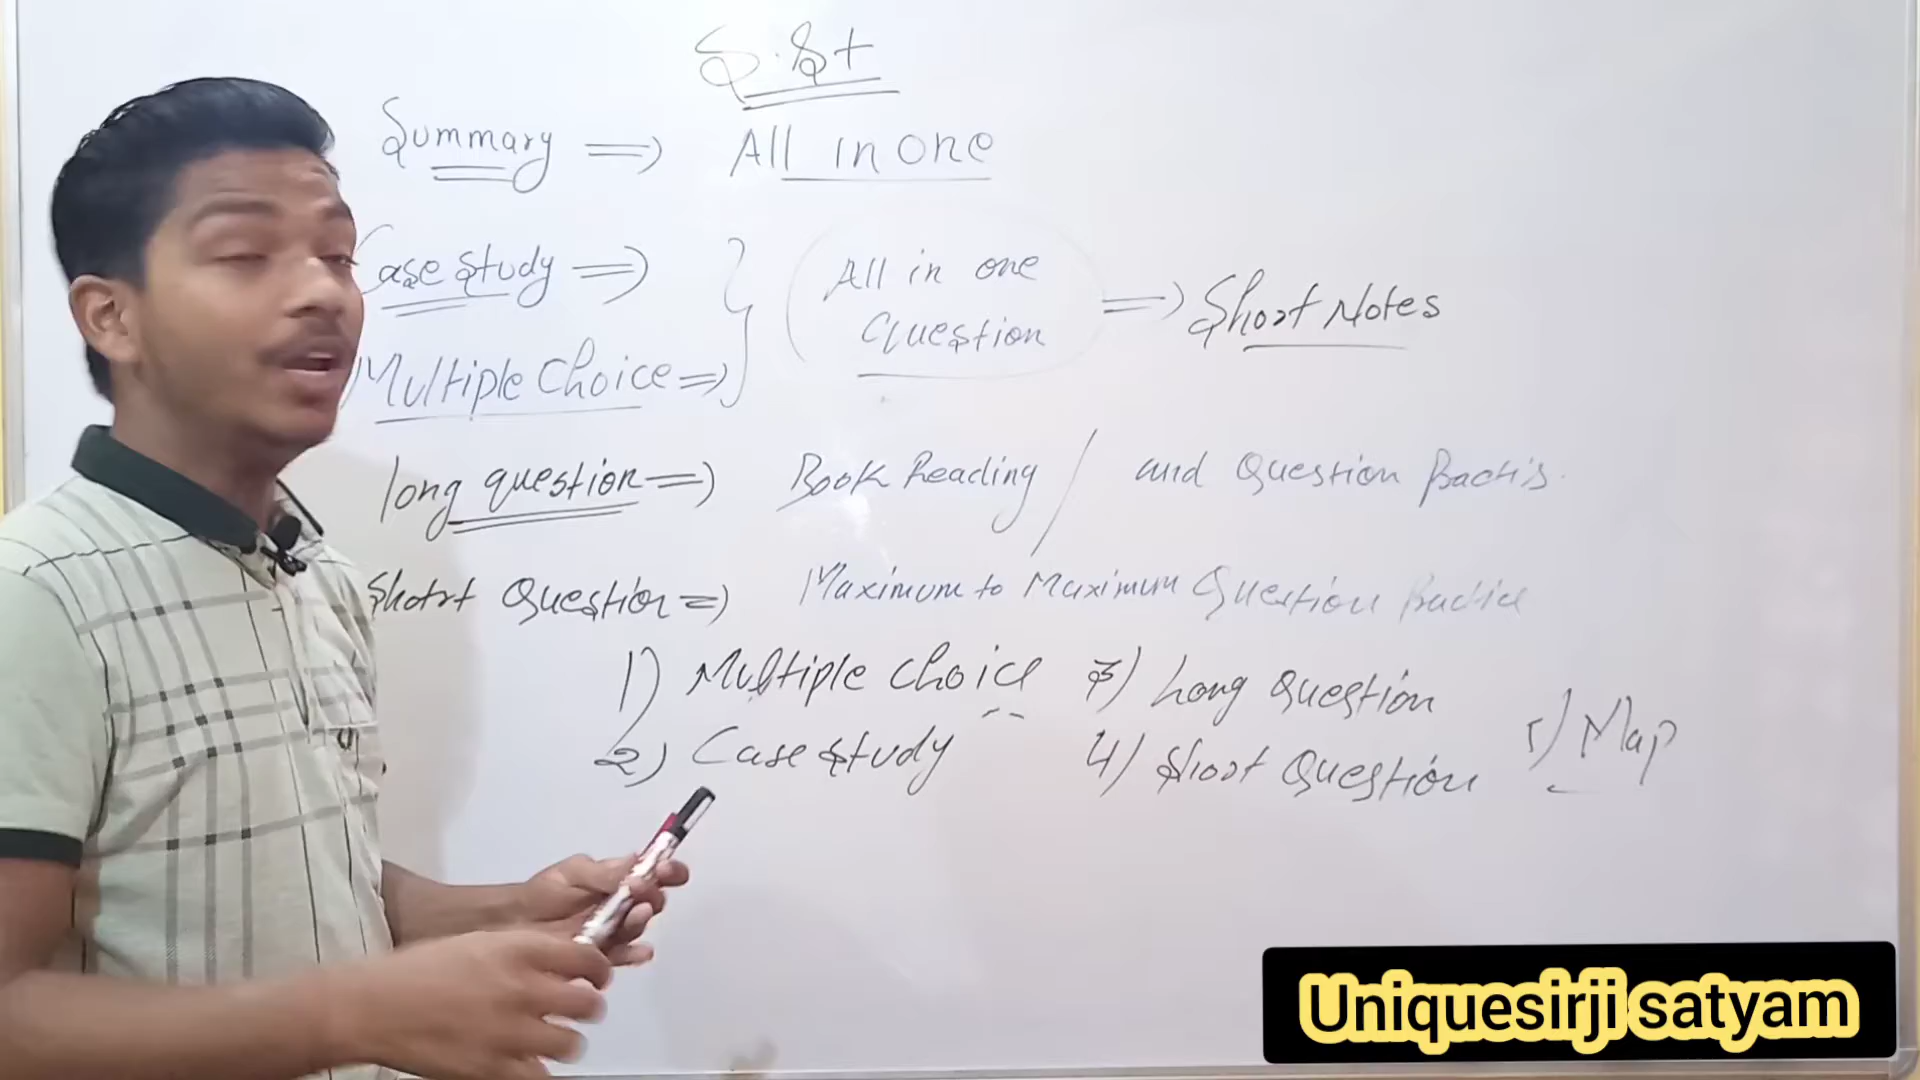 S.St
Summary ⇒ All in one
Case study ⇒
Multiple Choice ⇒
All in one
Question
⇒ Short Notes
long question ⇒ Book Reading / and Question Practis.
Shotrt Question ⇒ Maximum to Maximum Question Practice
1) Multiple choice
2) Case study
3) Long question
4) Short Question
5) Map
Uniquesirji satyam